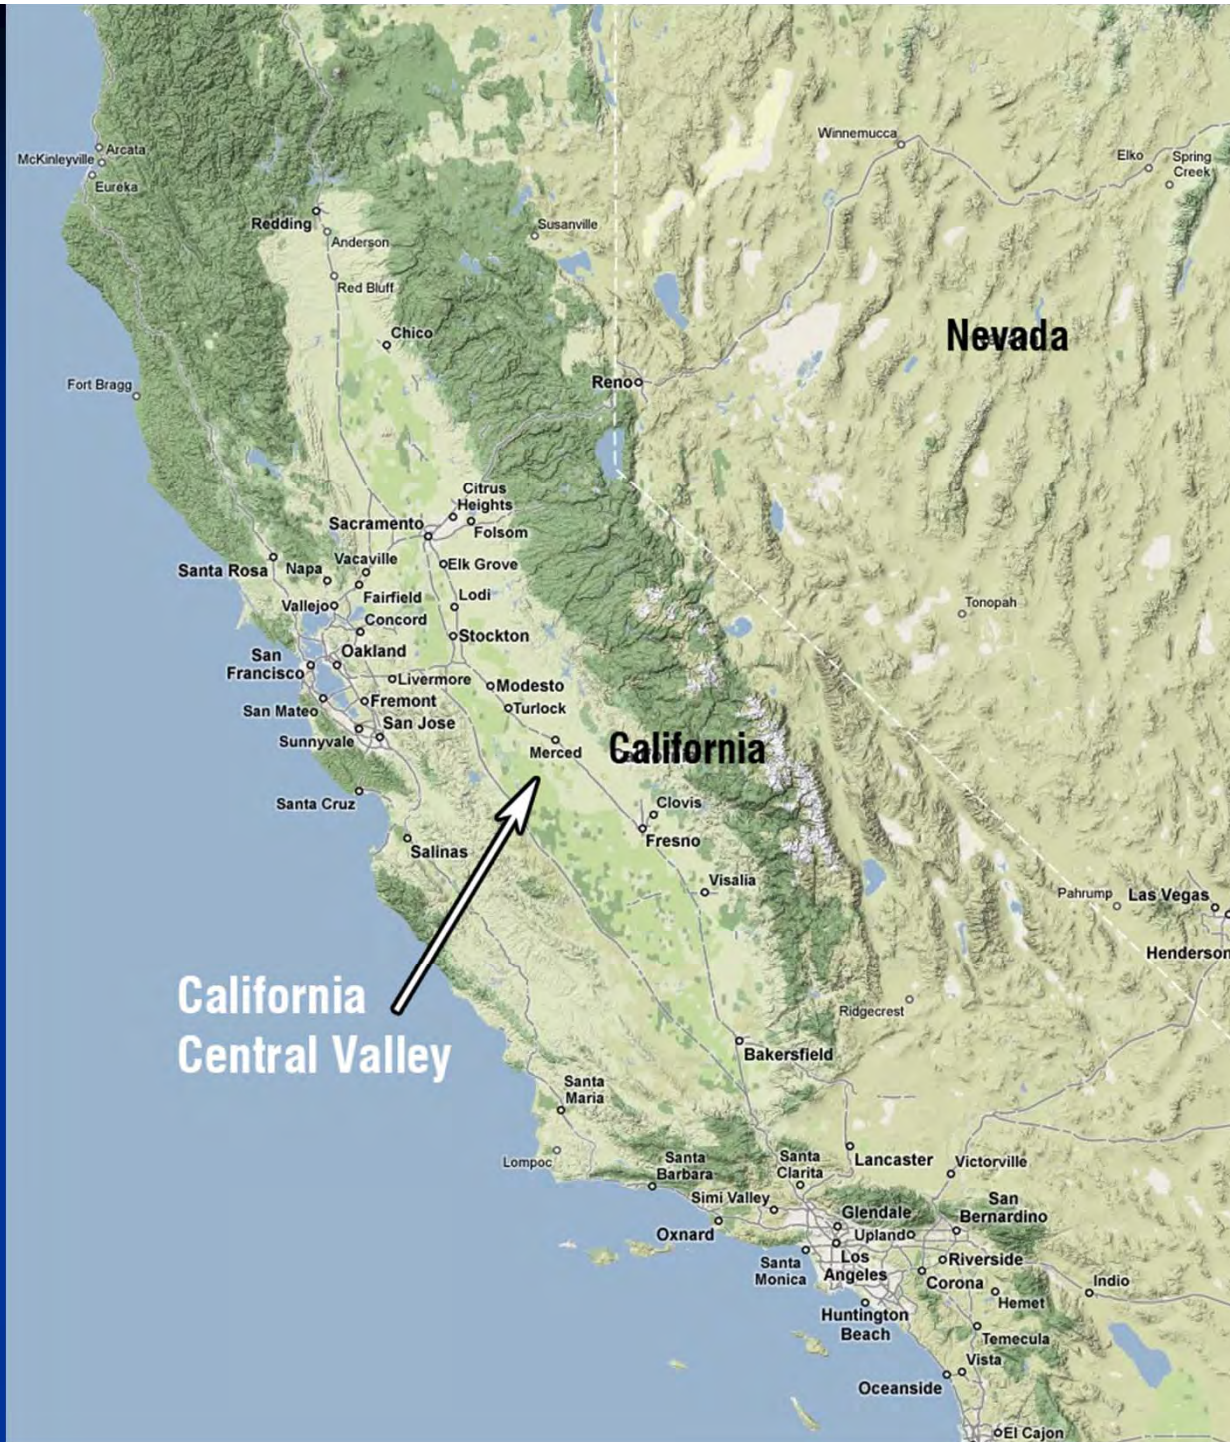 Winnemucca
Elko
Spring
Creek
Arcata
McKinleyville
Eureka
Redding
Susanville
Anderson
Red Bluff
Nevada
Chico
Reno
Fort Bragg
Citrus
Heights
Sacramento
Folsom
Vacaville
Elk Grove
Santa Rosa
Napa
Fairfield
Lodi
Vallejo
Tonopah
Concord
Stockton
Oakland
San
Francisco
Livermore
Modesto
Fremont
Turlock
San Mateo
San Jose
Sunnyvale
Merced
California
Santa Cruz
Clovis
Fresno
Salinas
Visalia
Pahrump
Las Vegas
Henderson
California
Central Valley
Ridgecrest
Bakersfield
Santa
Maria
Lompoc
Santa
Barbara
Santa
Clarita
Lancaster
Victorville
Simi Valley
San
Bernardino
Glendale
Oxnard
Upland
Santa
Monica
Los
Angeles
Riverside
Corona
Indio
Hemet
Huntington
Beach
Temecula
Vista
Oceanside
El Cajon